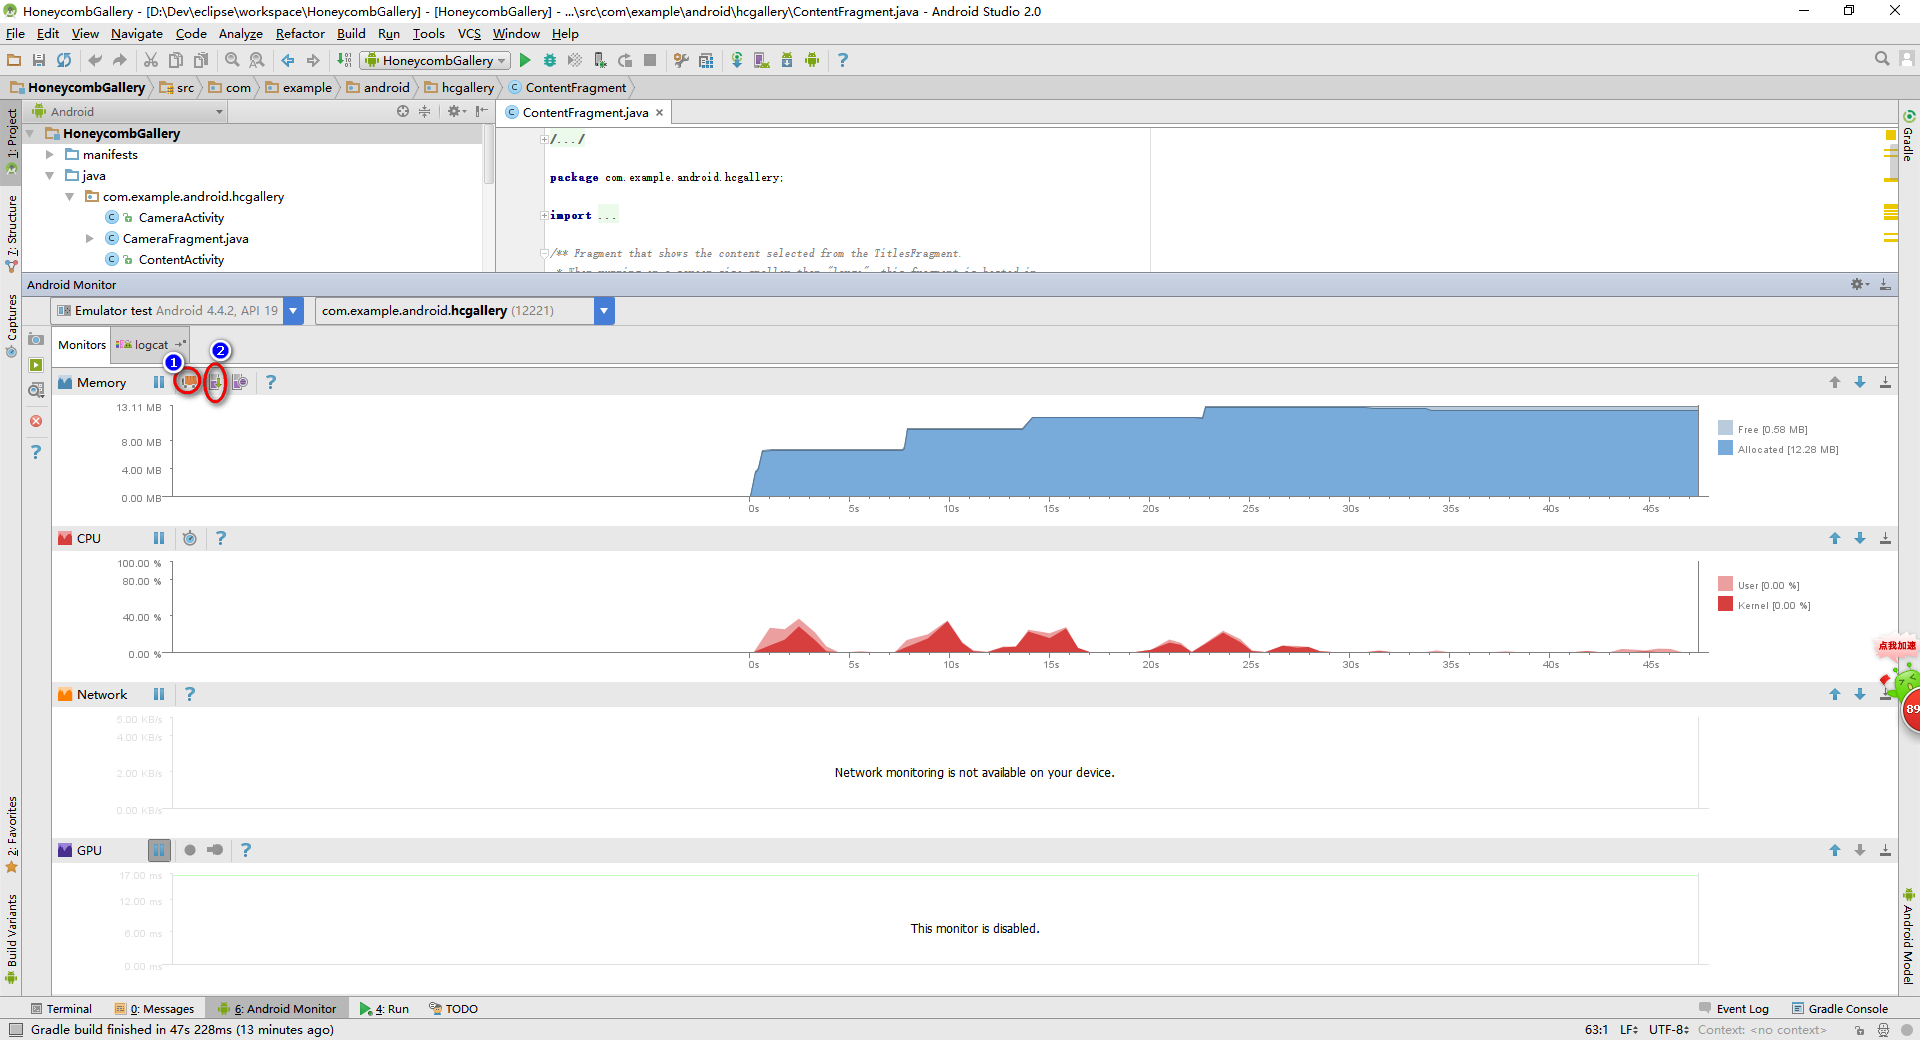 HoneycombGallery - [D:\Dev\eclipse\workspace\HoneycombGallery] - [HoneycombGallery] - ...\src\com\example\android\hcgallery\ContentFragment.java - Android Studio 2.0
File Edit View Navigate Code Analyze Refactor Build Run Tools VCS Window Help
HoneycombGallery
HoneycombGallery src com example android hcgallery ContentFragment
Android
ContentFragment.java
1: Project
7: Structure
Captures
2: Favorites
Build Variants
HoneycombGallery
manifests
java
com.example.android.hcgallery
CameraActivity
CameraFragment.java
ContentActivity
/.../
package com.example.android.hcgallery;
import ...
/** Fragment that shows the content selected from the TitlesFragment.
Gradle
Android Model
Android Monitor
Emulator test Android 4.4.2, API 19
com.example.android.hcgallery (12221)
Monitors
logcat
1
2
Memory
13.11 MB
8.00 MB
4.00 MB
0.00 MB
0s 5s 10s 15s 20s 25s 30s 35s 40s 45s
Free [0.58 MB]
Allocated [12.28 MB]
CPU
100.00 %
80.00 %
40.00 %
0.00 %
0s 5s 10s 15s 20s 25s 30s 35s 40s 45s
User [0.00 %]
Kernel [0.00 %]
点我加速
89
Network
5.00 KB/s
4.00 KB/s
2.00 KB/s
0.00 KB/s
Network monitoring is not available on your device.
GPU
17.00 ms
12.00 ms
6.00 ms
0.00 ms
This monitor is disabled.
Terminal 0: Messages 6: Android Monitor 4: Run TODO Event Log Gradle Console
Gradle build finished in 47s 228ms (13 minutes ago) 63:1 LF UTF-8 Context: <no context>